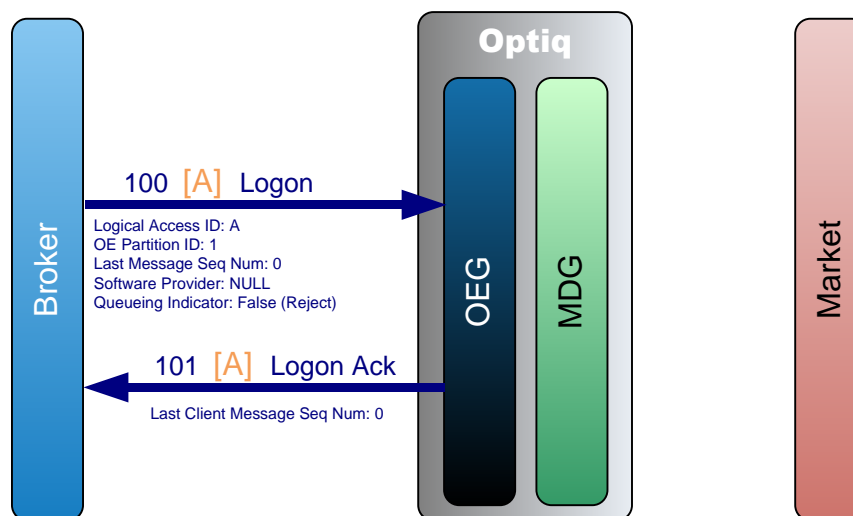 Optiq
100 [A] Logon
Logical Access ID: A
OE Partition ID: 1
Last Message Seq Num: 0
Software Provider: NULL
Queueing Indicator: False (Reject)
Broker
OEG
MDG
Market
101 [A] Logon Ack
Last Client Message Seq Num: 0